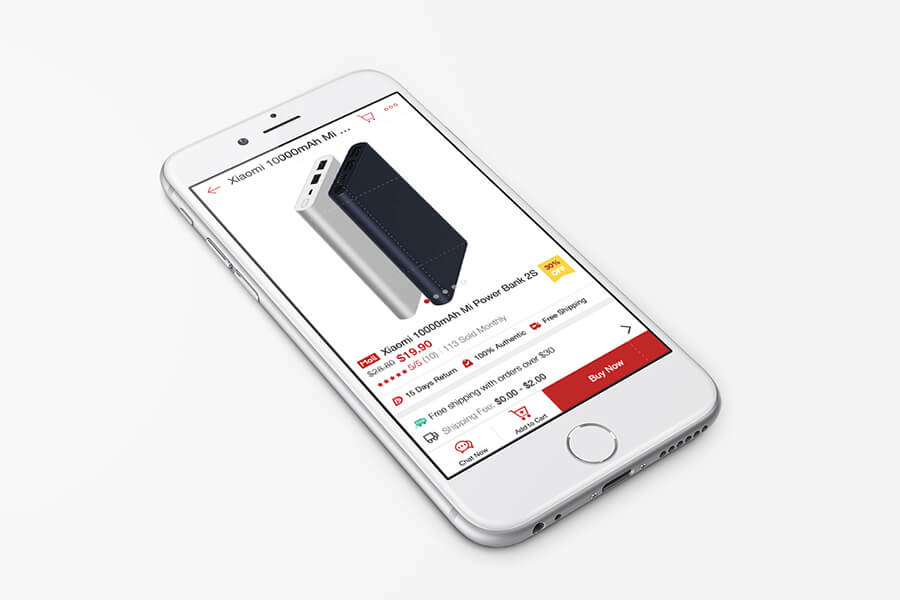 Xiaomi 10000mAh Mi ...
30%
OFF
Mall Xiaomi 10000mAh Mi Power Bank 2S
$28.80 $19.90
5/5 (10) 113 Sold Monthly
15 Days Return 100% Authentic Free Shipping
Free shipping with orders over $30
Shipping Fee: $0.00 - $2.00
Chat Now
Add to Cart
Buy Now